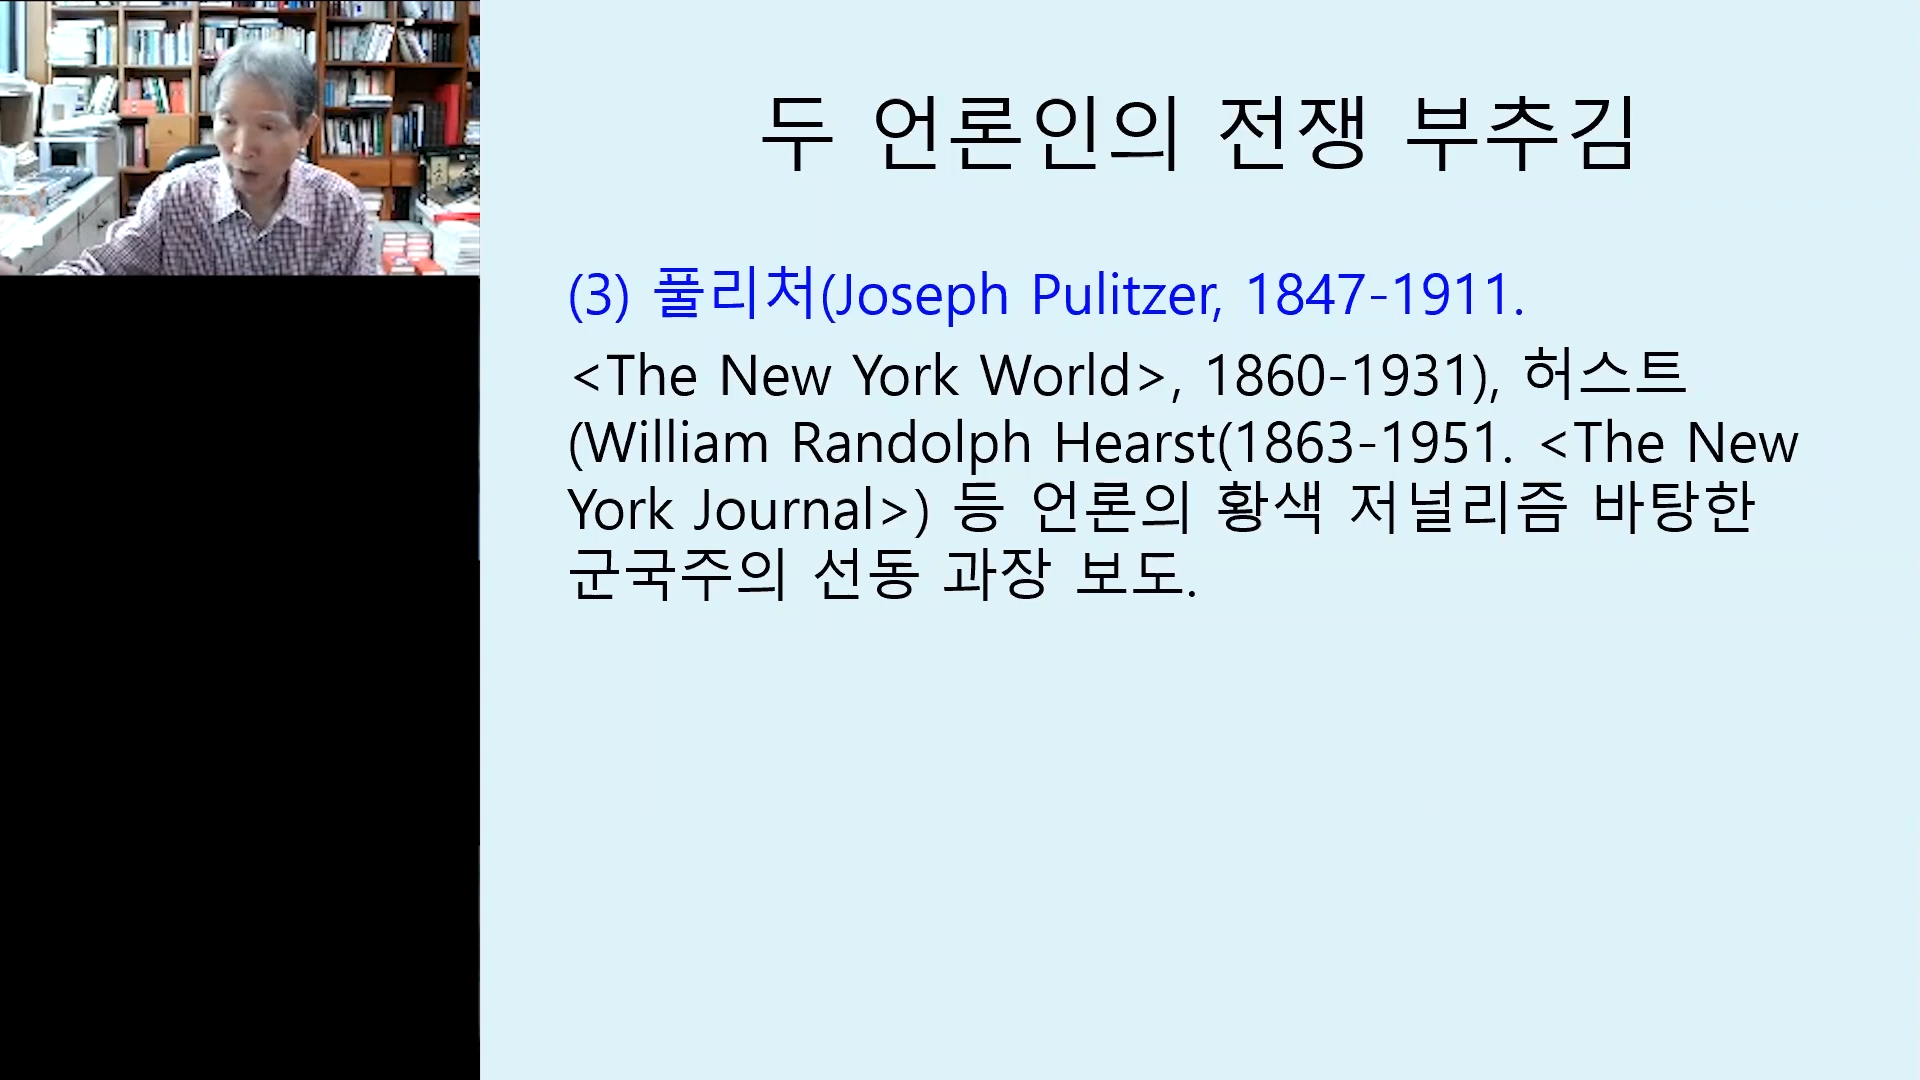 두 언론인의 전쟁 부추김
(3) 풀리처(Joseph Pulitzer, 1847-1911.
<The New York World>, 1860-1931), 허스트
(William Randolph Hearst(1863-1951. <The New
York Journal>) 등 언론의 황색 저널리즘 바탕한
군국주의 선동 과장 보도.